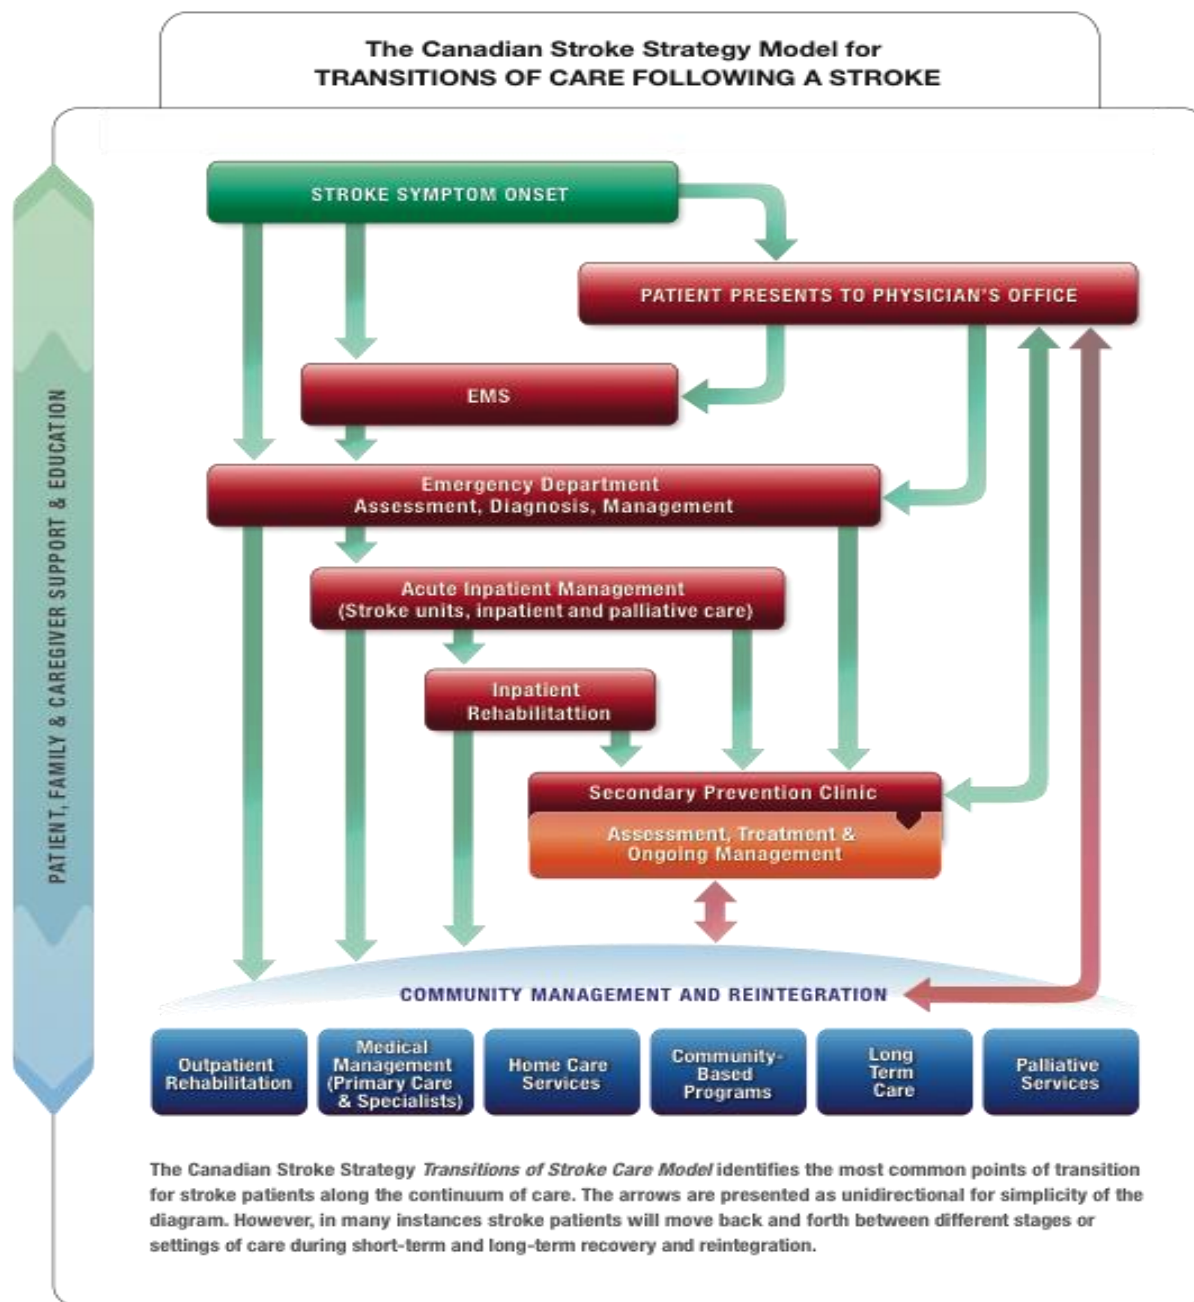 The Canadian Stroke Strategy Model for
TRANSITIONS OF CARE FOLLOWING A STROKE
STROKE SYMPTOM ONSET
PATIENT PRESENTS TO PHYSICIAN'S OFFICE
EMS
Emergency Department
Assessment, Diagnosis, Management
Acute Inpatient Management
(Stroke units, inpatient and palliative care)
Inpatient
Rehabilitattion
Secondary Prevention Clinic
Assessment, Treatment &
Ongoing Management
PATIENT, FAMILY & CAREGIVER SUPPORT & EDUCATION
COMMUNITY MANAGEMENT AND REINTEGRATION
Outpatient
Rehabilitation
Medical
Management
(Primary Care
& Specialists)
Home Care
Services
Community-
Based
Programs
Long
Term
Care
Palliative
Services
The Canadian Stroke Strategy Transitions of Stroke Care Model identifies the most common points of transition
for stroke patients along the continuum of care. The arrows are presented as unidirectional for simplicity of the
diagram. However, in many instances stroke patients will move back and forth between different stages or
settings of care during short-term and long-term recovery and reintegration.